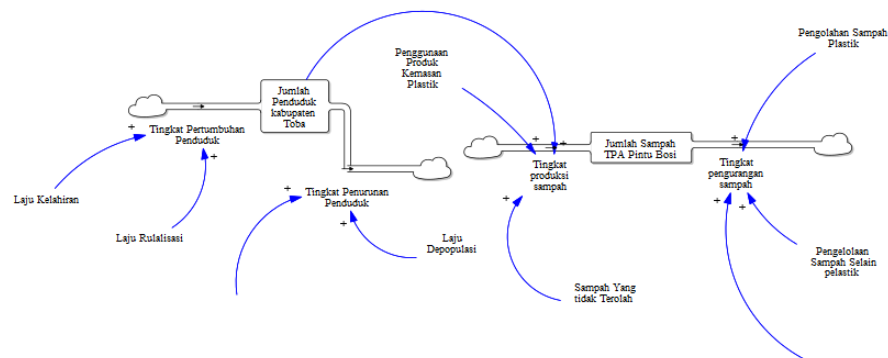 Pengolahan Sampah
Plastik
Penggunaan
Produk
Kemasan
Plastik
Jumlah
Penduduk
kabupaten
Toba
+
Tingkat Pertumbuhan
Penduduk
+
+
+
Jumlah Sampah
TPA Pintu Bosi
+
Tingkat
produksi
sampah
Tingkat
pengurangan
sampah
+
Tingkat Penurunan
Penduduk
+
+
+
+
Laju Kelahiran
Laju Rulalisasi
Laju
Depopulasi
Pengelolaan
Sampah Selain
pelastik
Sampah Yang
tidak Terolah